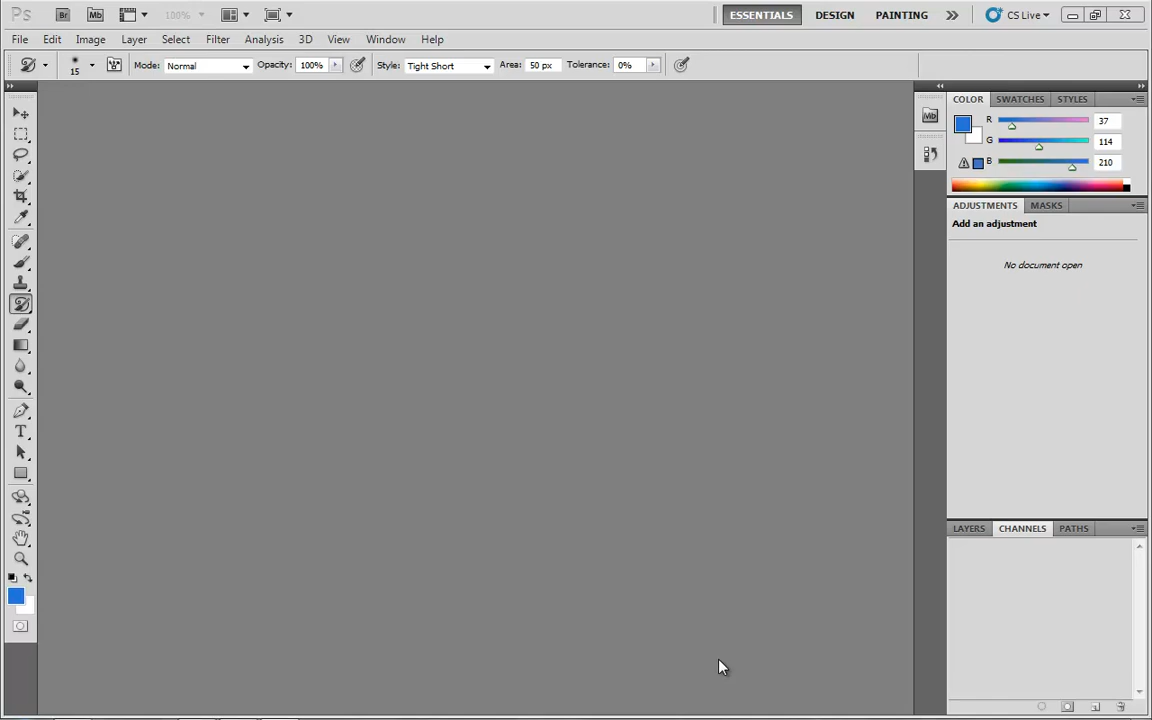 Ps Br Mb 100% ESSENTIALS DESIGN PAINTING CS Live
File Edit Image Layer Select Filter Analysis 3D View Window Help
15 Mode: Normal Opacity: 100% Style: Tight Short Area: 50 px Tolerance: 0%
COLOR SWATCHES STYLES
Mb
R 37
G 114
B 210
ADJUSTMENTS MASKS
Add an adjustment
No document open
T
LAYERS CHANNELS PATHS